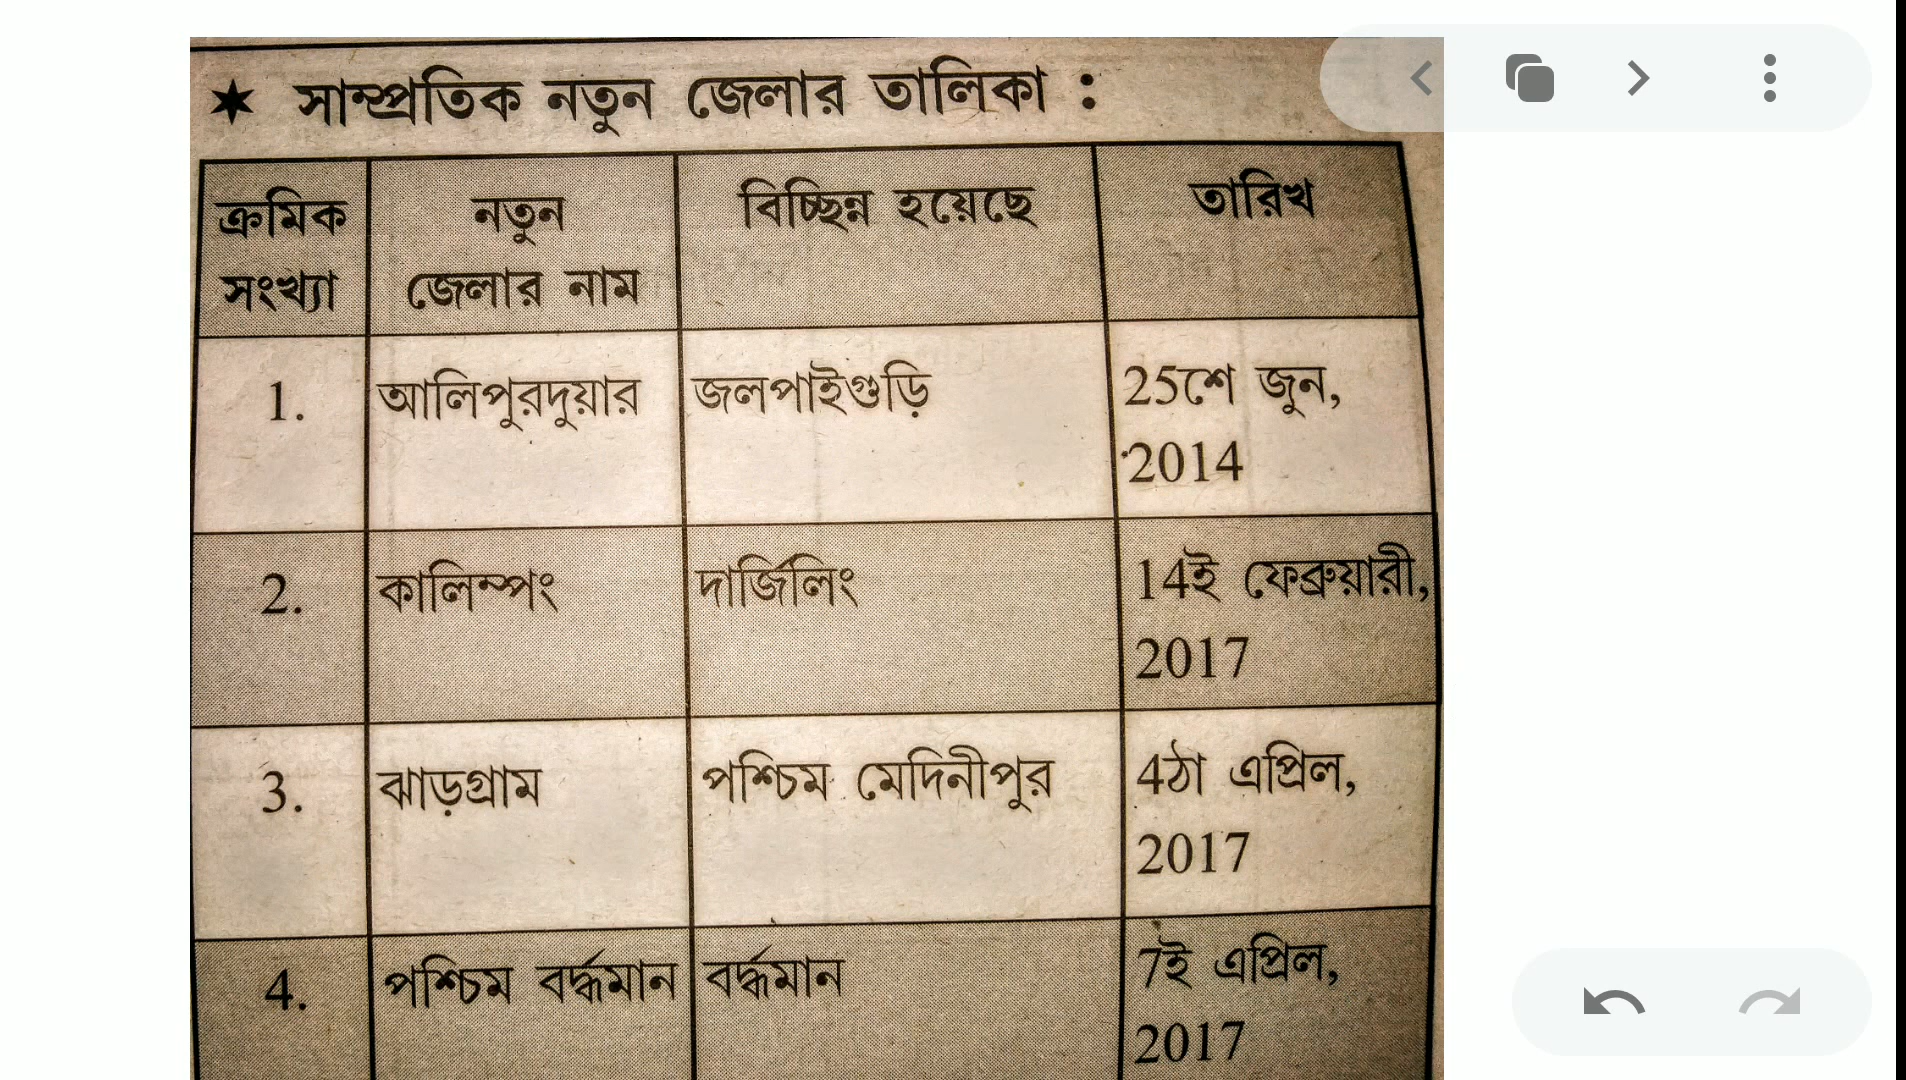 ★ সাম্প্রতিক নতুন জেলার তালিকা :
ক্রমিক সংখ্যা | নতুন জেলার নাম | বিচ্ছিন্ন হয়েছে | তারিখ
1. | আলিপুরদুয়ার | জলপাইগুড়ি | 25শে জুন, 2014
2. | কালিম্পং | দার্জিলিং | 14ই ফেব্রুয়ারী, 2017
3. | ঝাড়গ্রাম | পশ্চিম মেদিনীপুর | 4ঠা এপ্রিল, 2017
4. | পশ্চিম বর্দ্ধমান | বর্দ্ধমান | 7ই এপ্রিল, 2017